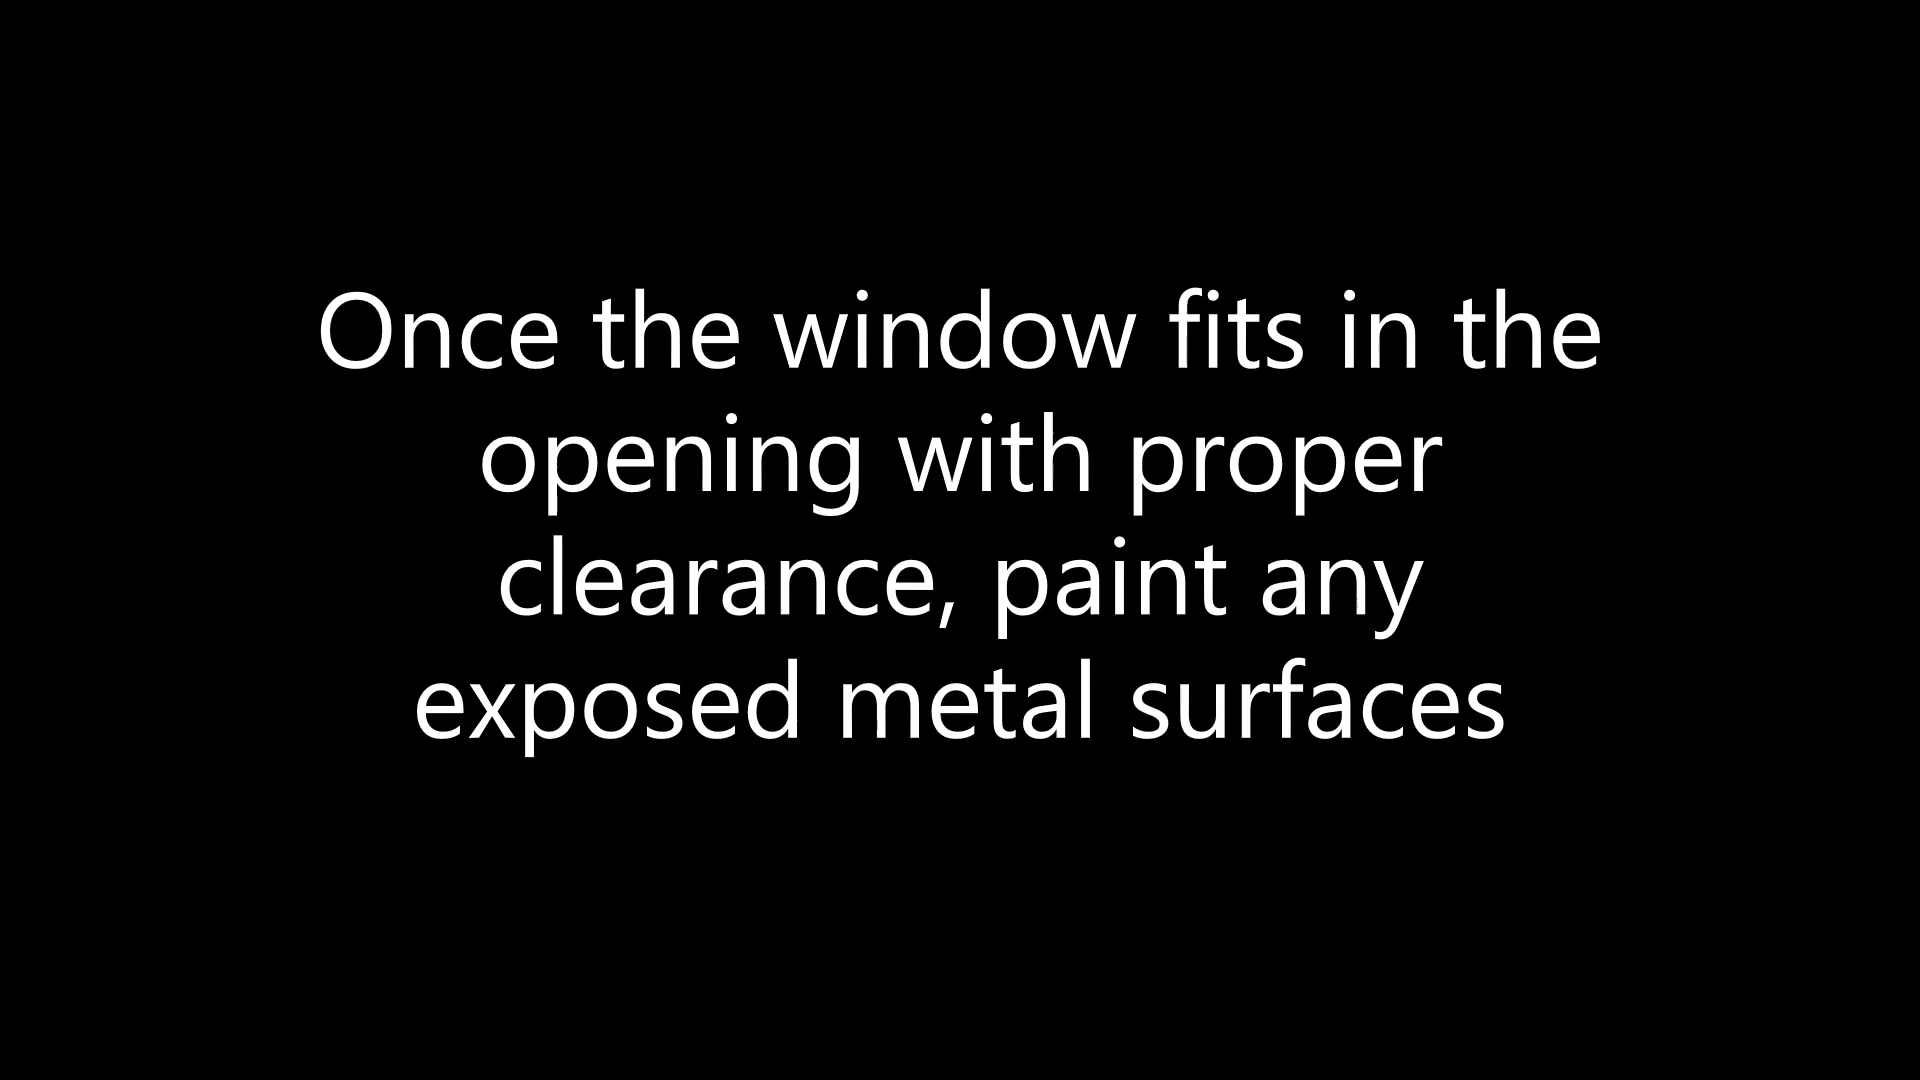 Once the window fits in the
opening with proper
clearance, paint any
exposed metal surfaces